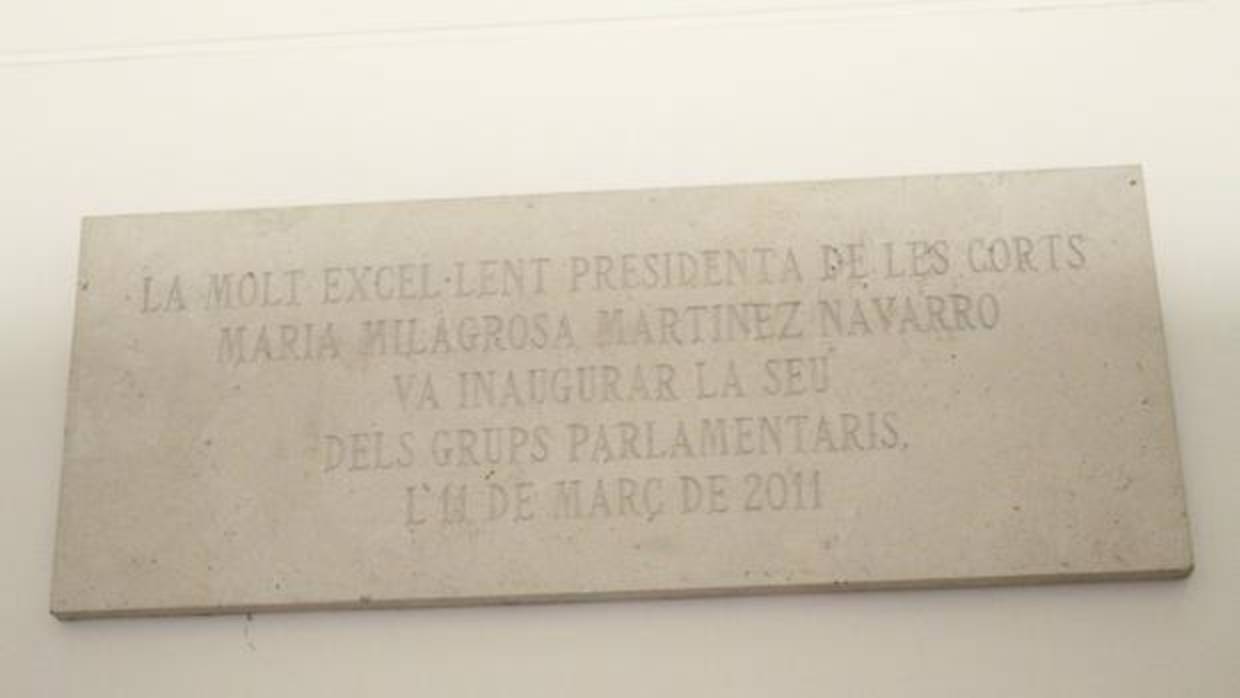 LA MOLT EXCEL·LENT PRESIDENTA DE LES CORTS
MARIA MILAGROSA MARTINEZ NAVARRO
VA INAUGURAR LA SEU
DELS GRUPS PARLAMENTARIS,
L'11 DE MARÇ DE 2011